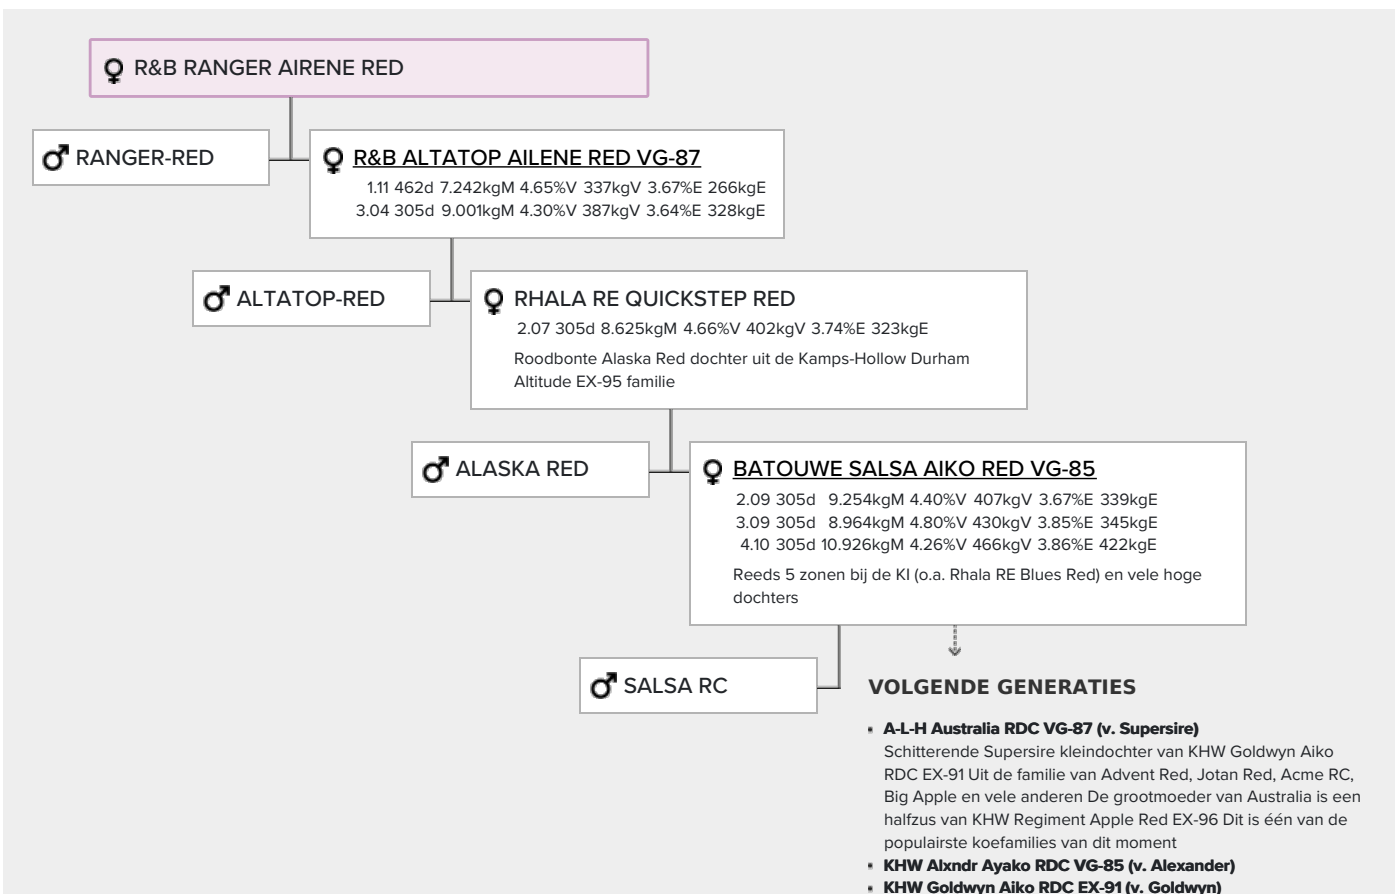 R&B RANGER AIRENE RED
RANGER-RED
R&B ALTATOP AILENE RED VG-87
1.11 462d 7.242kgM 4.65%V 337kgV 3.67%E 266kgE
3.04 305d 9.001kgM 4.30%V 387kgV 3.64%E 328kgE
ALTATOP-RED
RHALA RE QUICKSTEP RED
2.07 305d 8.625kgM 4.66%V 402kgV 3.74%E 323kgE
Roodbonte Alaska Red dochter uit de Kamps-Hollow Durham
Altitude EX-95 familie
ALASKA RED
BATOUWE SALSA AIKO RED VG-85
2.09 305d 9.254kgM 4.40%V 407kgV 3.67%E 339kgE
3.09 305d 8.964kgM 4.80%V 430kgV 3.85%E 345kgE
4.10 305d 10.926kgM 4.26%V 466kgV 3.86%E 422kgE
Reeds 5 zonen bij de KI (o.a. Rhala RE Blues Red) en vele hoge
dochters
SALSA RC
VOLGENDE GENERATIES
A-L-H Australia RDC VG-87 (v. Supersire)
Schitterende Supersire kleindochter van KHW Goldwyn Aiko
RDC EX-91 Uit de familie van Advent Red, Jotan Red, Acme RC,
Big Apple en vele anderen De grootmoeder van Australia is een
halfzus van KHW Regiment Apple Red EX-96 Dit is één van de
populairste koefamilies van dit moment
KHW Alxndr Ayako RDC VG-85 (v. Alexander)
KHW Goldwyn Aiko RDC EX-91 (v. Goldwyn)